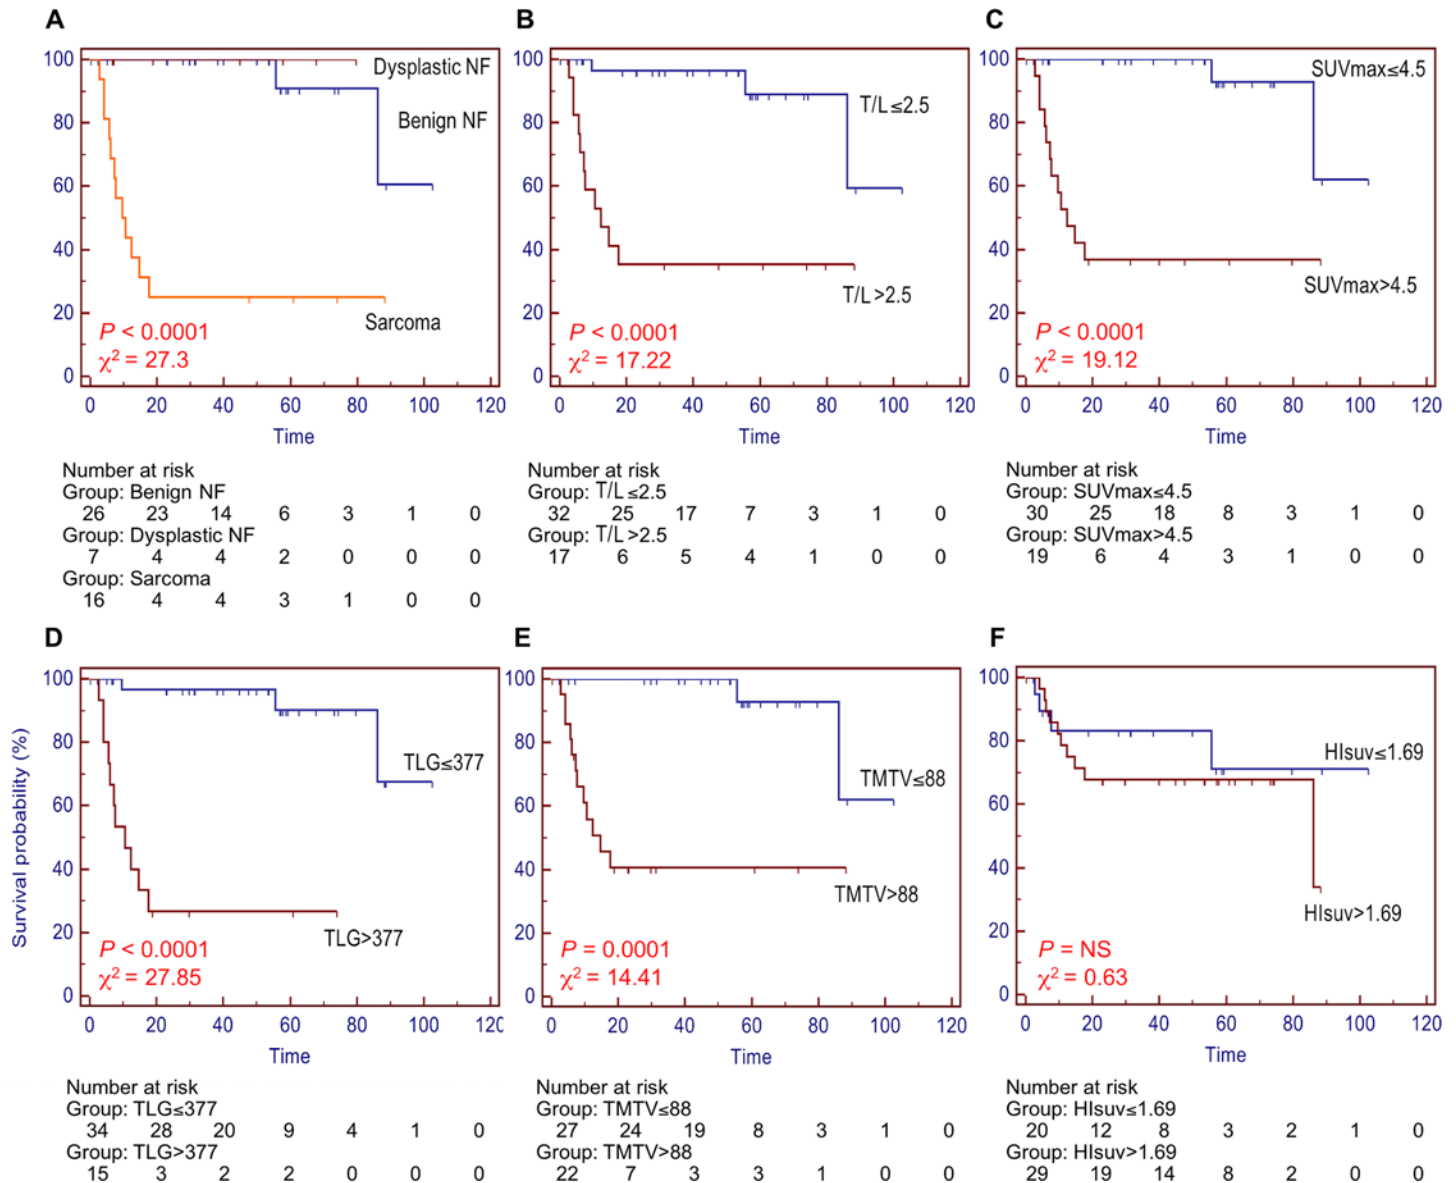 A
100
80
60
40
20
0
Dysplastic NF
Benign NF
Sarcoma
P < 0.0001
χ² = 27.3
0 20 40 60 80 100 120
Time
Number at risk
Group: Benign NF
26 23 14 6 3 1 0
Group: Dysplastic NF
7 4 4 2 0 0 0
Group: Sarcoma
16 4 4 3 1 0 0
B
100
80
60
40
20
0
T/L ≤2.5
T/L >2.5
P < 0.0001
χ² = 17.22
0 20 40 60 80 100 120
Time
Number at risk
Group: T/L ≤2.5
32 25 17 7 3 1 0
Group: T/L >2.5
17 6 5 4 1 0 0
C
100
80
60
40
20
0
SUVmax≤4.5
SUVmax>4.5
P < 0.0001
χ² = 19.12
0 20 40 60 80 100 120
Time
Number at risk
Group: SUVmax≤4.5
30 25 18 8 3 1 0
Group: SUVmax>4.5
19 6 4 3 1 0 0
D
Survival probability (%)
100
80
60
40
20
0
TLG≤377
TLG>377
P < 0.0001
χ² = 27.85
0 20 40 60 80 100 120
Time
Number at risk
Group: TLG≤377
34 28 20 9 4 1 0
Group: TLG>377
15 3 2 2 0 0 0
E
100
80
60
40
20
0
TMTV≤88
TMTV>88
P = 0.0001
χ² = 14.41
0 20 40 60 80 100 120
Time
Number at risk
Group: TMTV≤88
27 24 19 8 3 1 0
Group: TMTV>88
22 7 3 3 1 0 0
F
100
80
60
40
20
0
HIsuv≤1.69
HIsuv>1.69
P = NS
χ² = 0.63
0 20 40 60 80 100 120
Time
Number at risk
Group: HIsuv≤1.69
20 12 8 3 2 1 0
Group: HIsuv>1.69
29 19 14 8 2 0 0